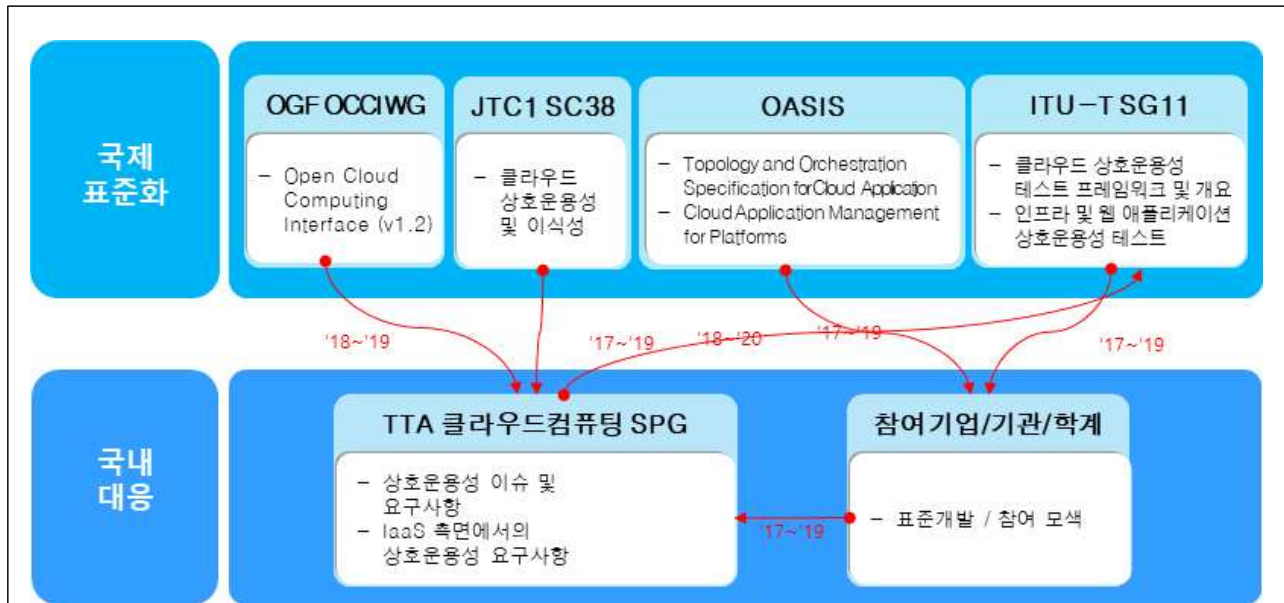 국제
표준화
OGF OCCIWG
– Open Cloud
Computing
Interface (v1.2)
JTC1 SC38
– 클라우드
상호운용성
및 이식성
OASIS
– Topology and Orchestration
Specification for Cloud Application
– Cloud Application Management
for Platforms
ITU-T SG11
– 클라우드 상호운용성
테스트 프레임워크 및 개요
– 인프라 및 웹 애플리케이션
상호운용성 테스트
'18~'19
'17~'19
'18~'20
'17~'19
'17~'19
국내
대응
TTA 클라우드컴퓨팅 SPG
– 상호운용성 이슈 및
요구사항
– IaaS 측면에서의
상호운용성 요구사항
'17~'19
참여기업/기관/학계
– 표준개발 / 참여 모색